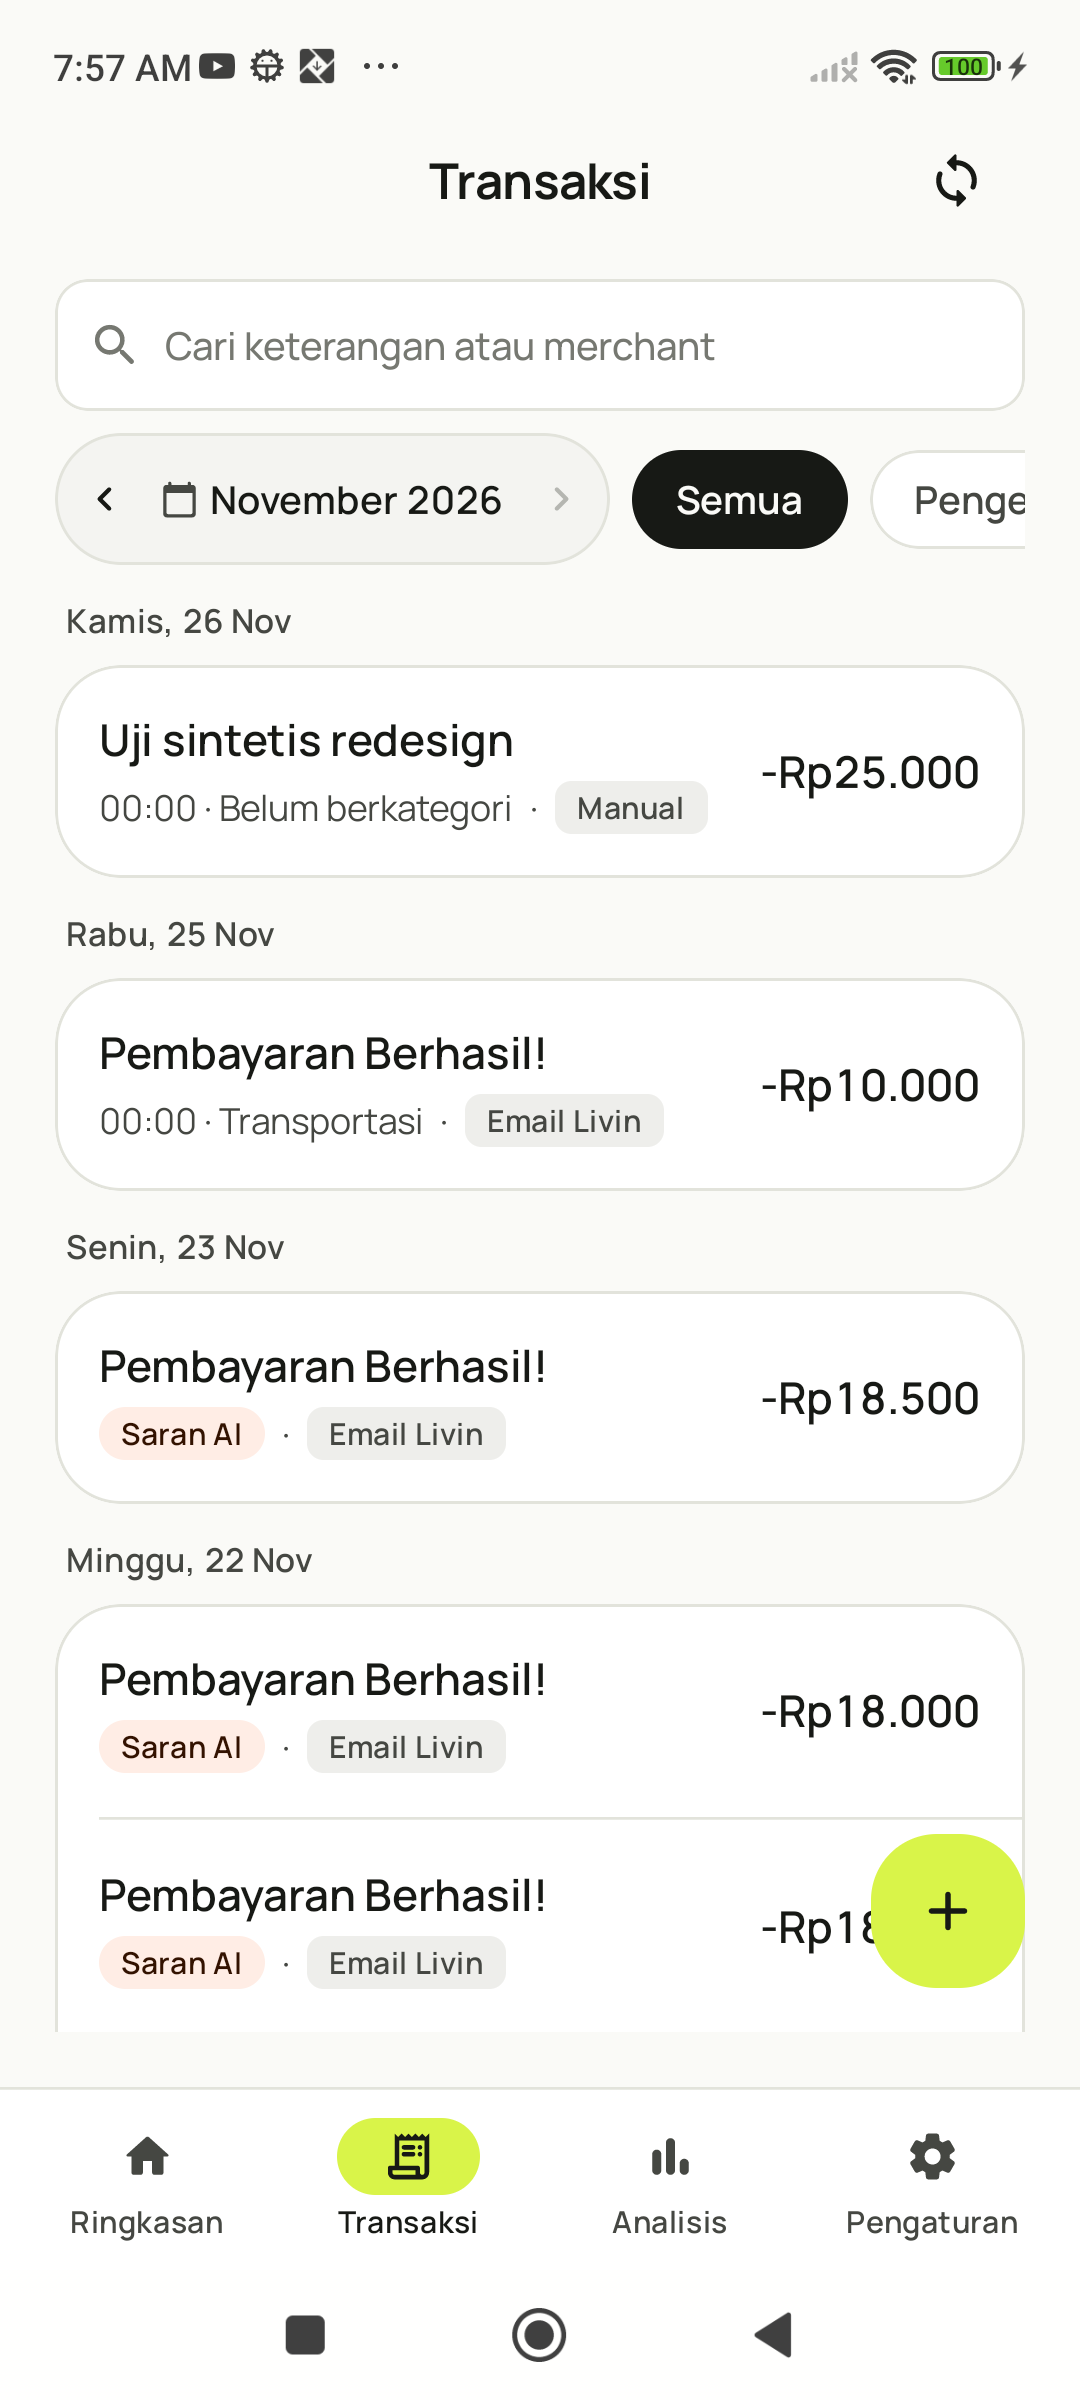 7:57 AM
100
Transaksi
Cari keterangan atau merchant
November 2026
Semua
Penge
Kamis, 26 Nov
Uji sintetis redesign
-Rp25.000
00:00 · Belum berkategori · Manual
Rabu, 25 Nov
Pembayaran Berhasil!
-Rp10.000
00:00 · Transportasi · Email Livin
Senin, 23 Nov
Pembayaran Berhasil!
-Rp18.500
Saran AI · Email Livin
Minggu, 22 Nov
Pembayaran Berhasil!
-Rp18.000
Saran AI · Email Livin
Pembayaran Berhasil!
-Rp18
Saran AI · Email Livin
Ringkasan
Transaksi
Analisis
Pengaturan